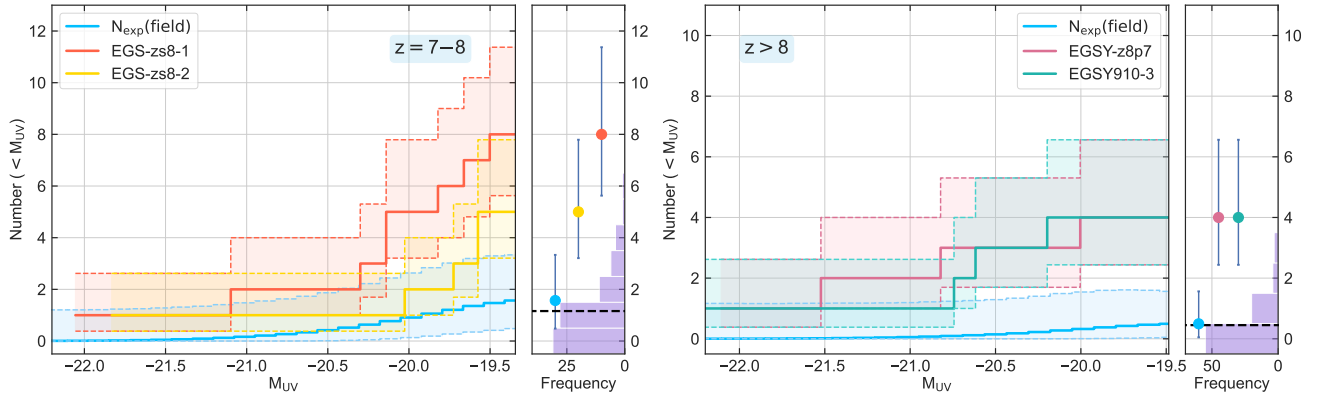 N_exp(field)
EGS-zs8-1
EGS-zs8-2
z = 7−8
Number ( < M_UV)
12
10
8
6
4
2
0
−22.0 −21.5 −21.0 −20.5 −20.0 −19.5
M_UV
12
10
8
6
4
2
0
25 0
Frequency
z > 8
N_exp(field)
EGSY-z8p7
EGSY910-3
Number ( < M_UV)
10
8
6
4
2
0
−22.0 −21.5 −21.0 −20.5 −20.0 −19.5
M_UV
10
8
6
4
2
0
50 0
Frequency